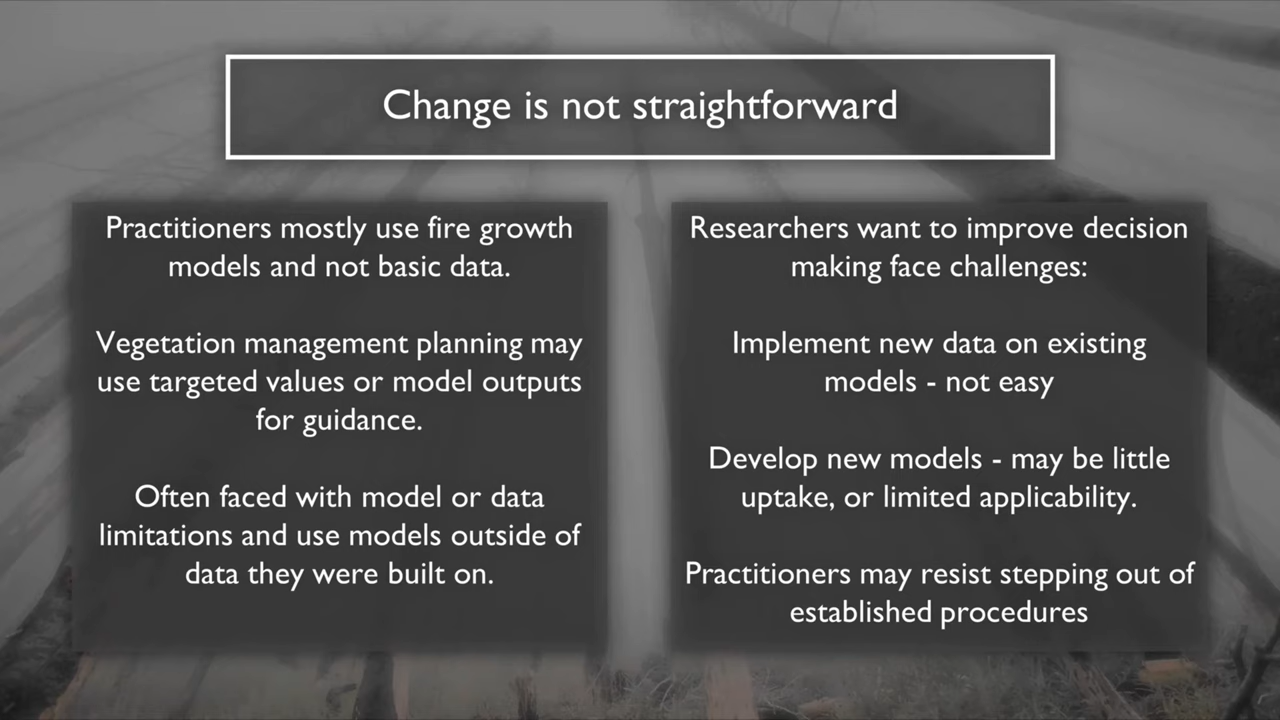 Change is not straightforward
Practitioners mostly use fire growth
models and not basic data.
Vegetation management planning may
use targeted values or model outputs
for guidance.
Often faced with model or data
limitations and use models outside of
data they were built on.
Researchers want to improve decision
making face challenges:
Implement new data on existing
models - not easy
Develop new models - may be little
uptake, or limited applicability.
Practitioners may resist stepping out of
established procedures